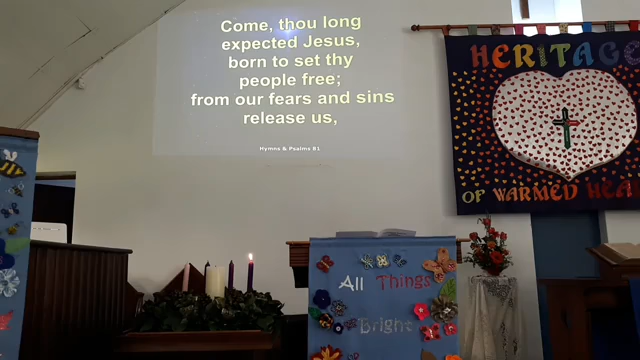 Come, thou long
expected Jesus,
born to set thy
people free;
from our fears and sins
release us,
Hymns & Psalms 81
HERITAGE
OF WARMED HEA
All Things
Bright